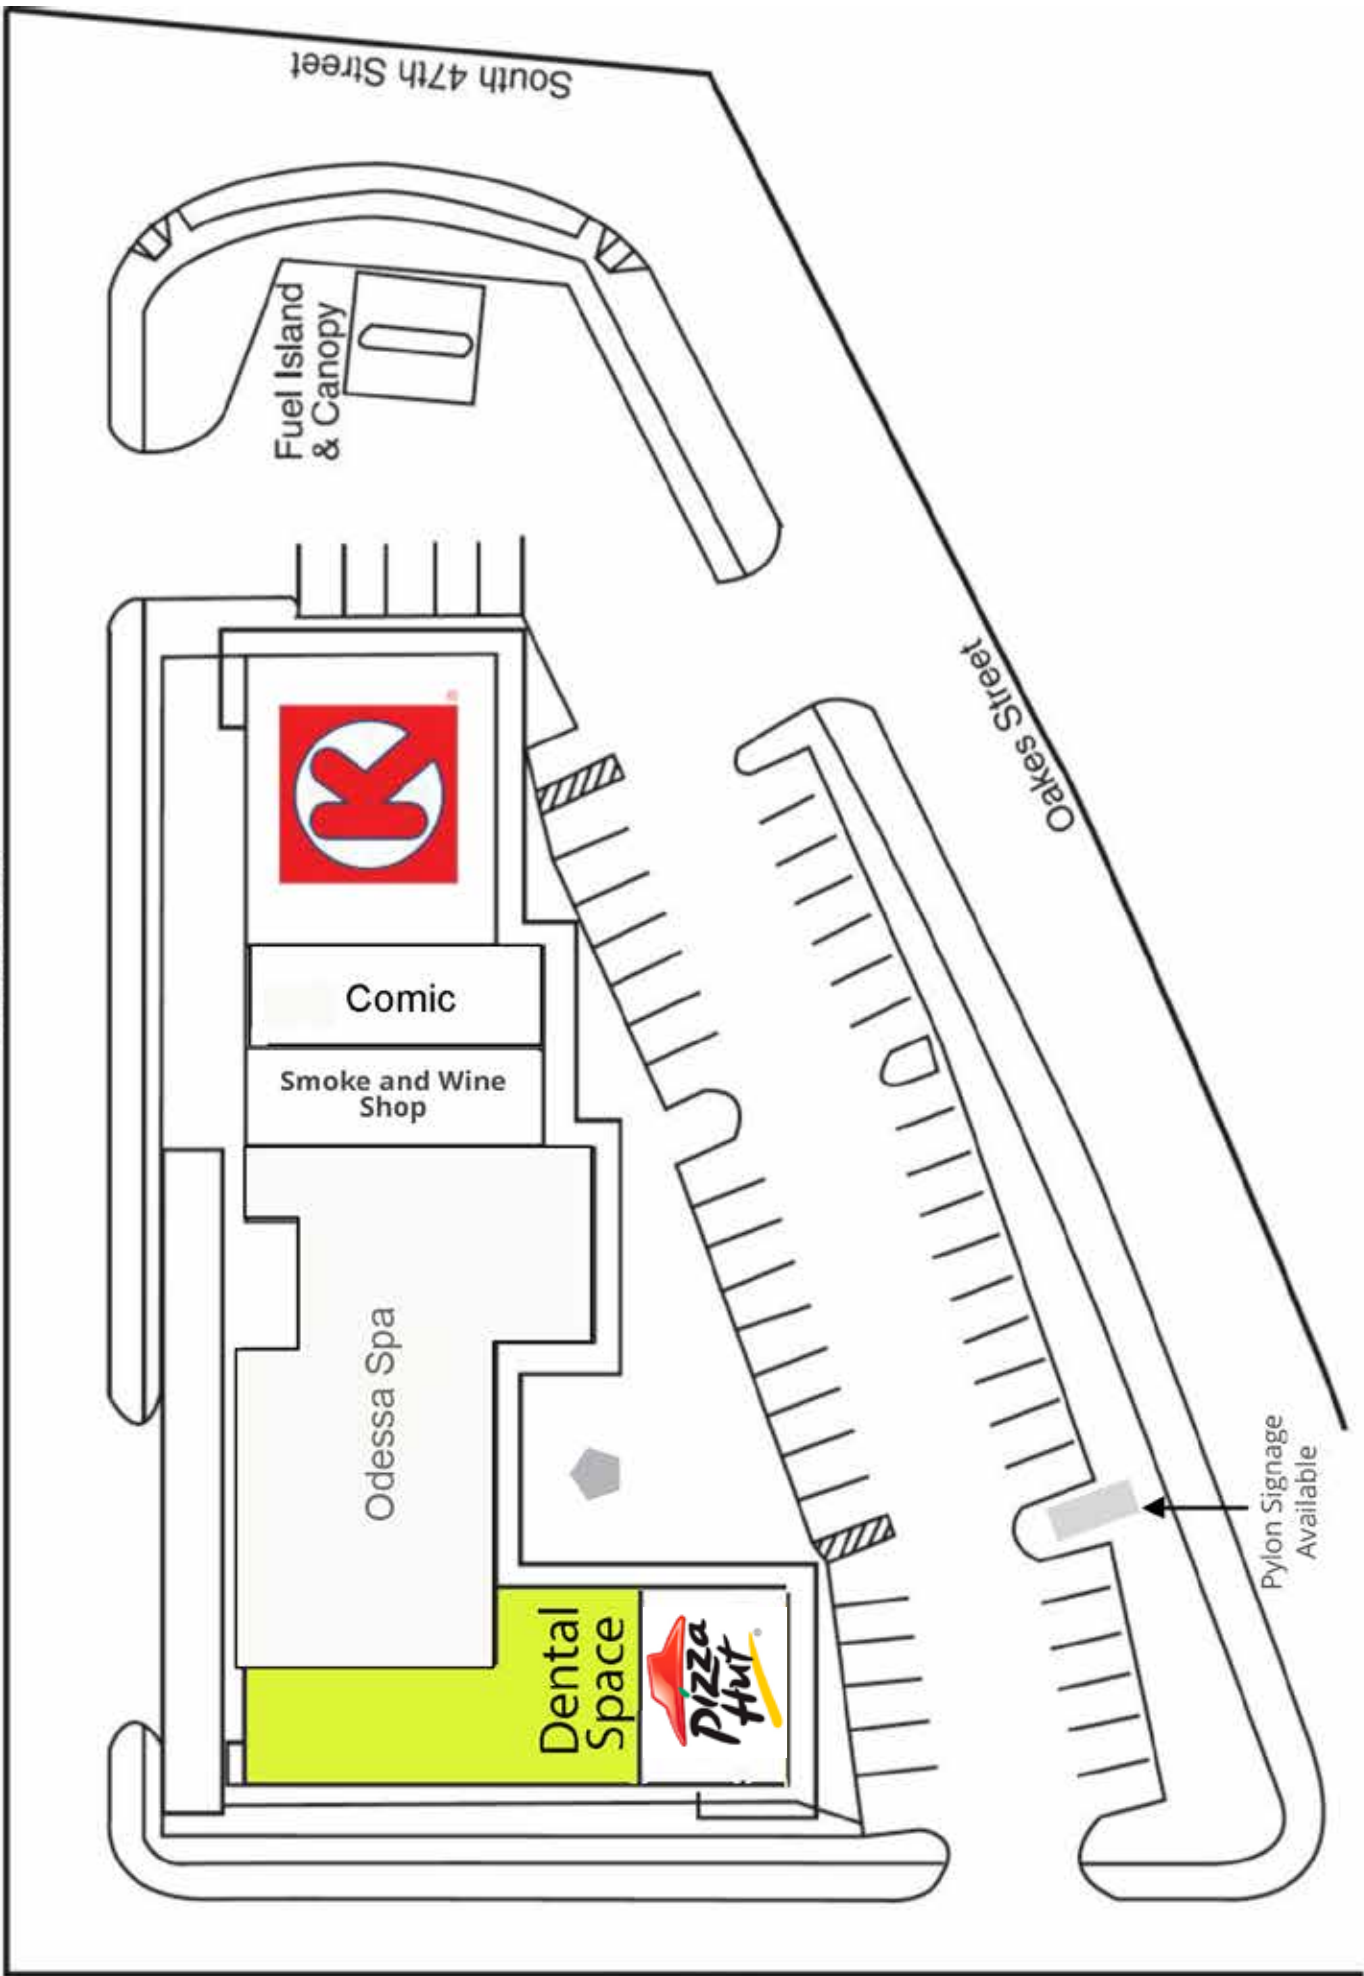 South 47th Street
Fuel Island
& Canopy
Oakes Street
®
K
Comic
Smoke and Wine
Shop
Odessa Spa
Pylon Signage
Available
Dental
Space
Pizza
Hut
®